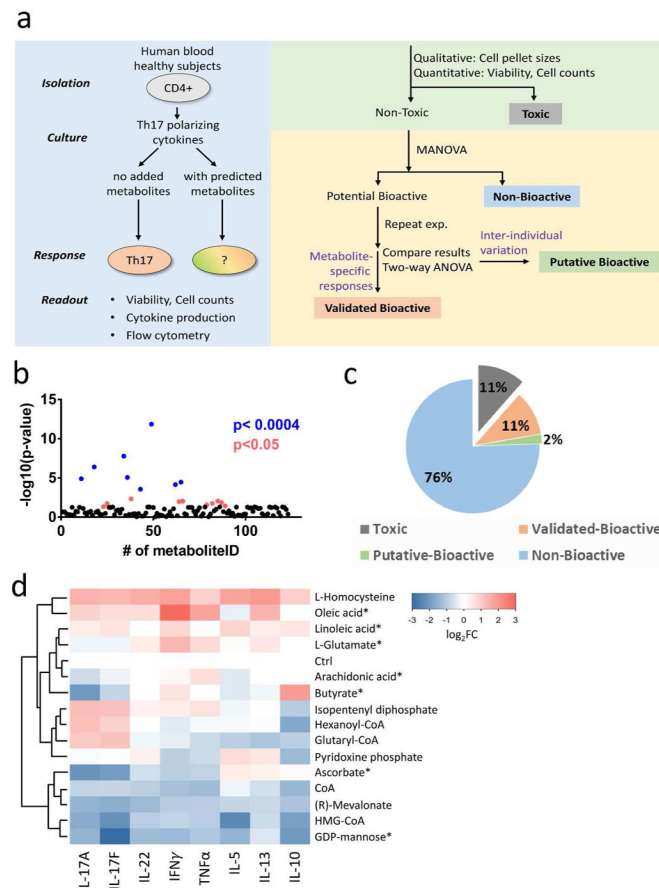 a
Human blood
healthy subjects
Isolation
CD4+
Culture
Th17 polarizing
cytokines
no added
metabolites
with predicted
metabolites
Response
Th17
?
Readout
• Viability, Cell counts
• Cytokine production
• Flow cytometry
Qualitative: Cell pellet sizes
Quantitative: Viability, Cell counts
Non-Toxic
Toxic
MANOVA
Potential Bioactive
Non-Bioactive
Repeat exp.
Inter-individual
variation
Metabolite-
specific
responses
Compare results
Two-way ANOVA
Putative Bioactive
Validated Bioactive
b
-log10(p-value)
15
10
5
0
0
50
100
# of metaboliteID
p< 0.0004
p<0.05
c
11%
11%
2%
76%
Toxic
Validated-Bioactive
Putative-Bioactive
Non-Bioactive
d
L-Homocysteine
Oleic acid*
Linoleic acid*
L-Glutamate*
Ctrl
Arachidonic acid*
Butyrate*
Isopentenyl diphosphate
Hexanoyl-CoA
Glutaryl-CoA
Pyridoxine phosphate
Ascorbate*
CoA
(R)-Mevalonate
HMG-CoA
GDP-mannose*
IL-17A
IL-17F
IL-22
IFNγ
TNFα
IL-5
IL-13
IL-10
-3 -2 -1 0 1 2 3
log2FC